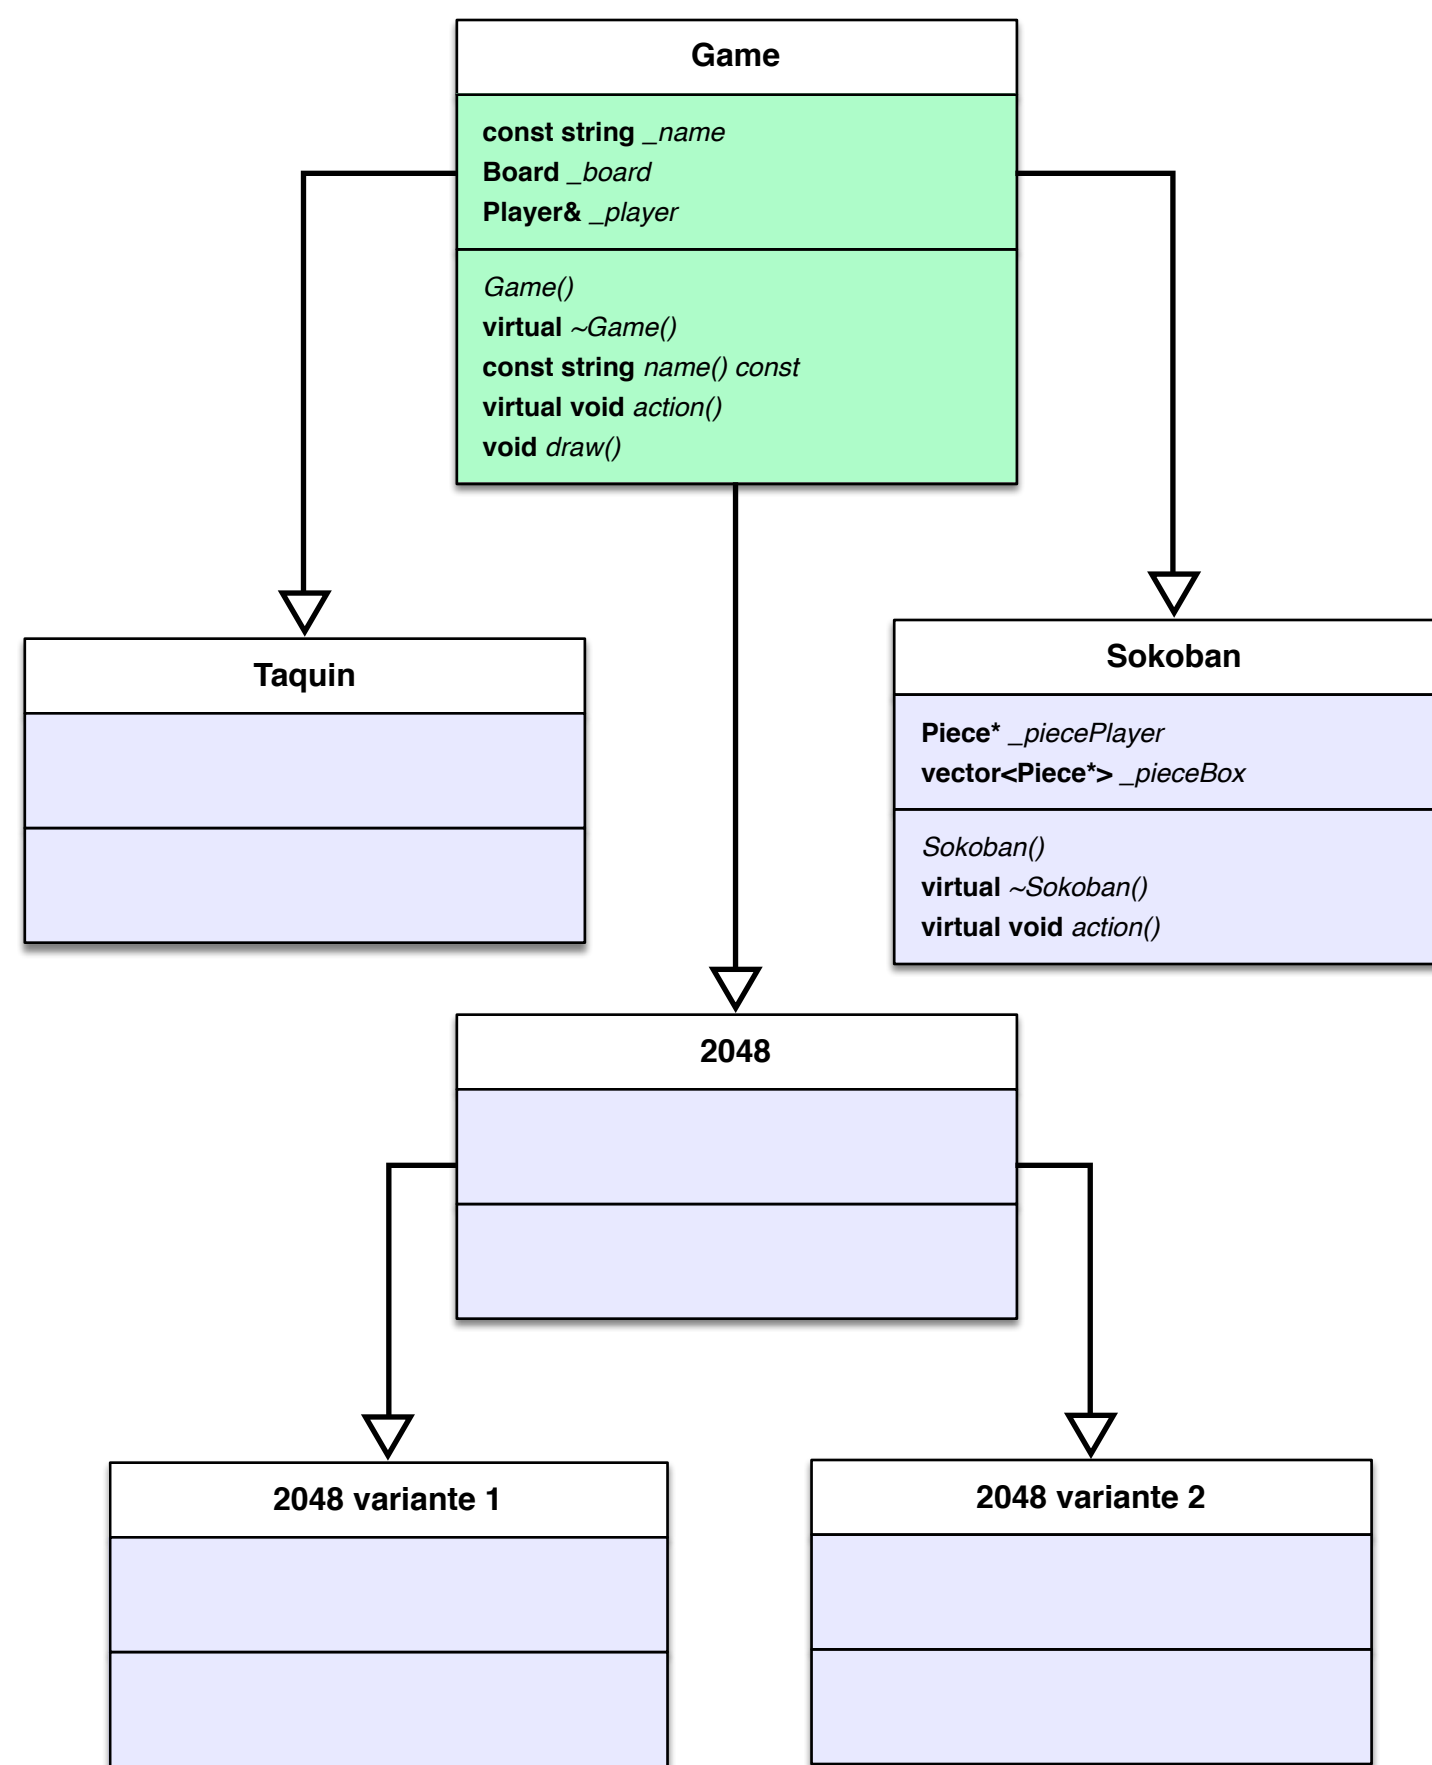 Game
const string _name
Board _board
Player& _player
Game()
virtual ~Game()
const string name() const
virtual void action()
void draw()
Taquin
Sokoban
Piece* _piecePlayer
vector<Piece*> _pieceBox
Sokoban()
virtual ~Sokoban()
virtual void action()
2048
2048 variante 1
2048 variante 2